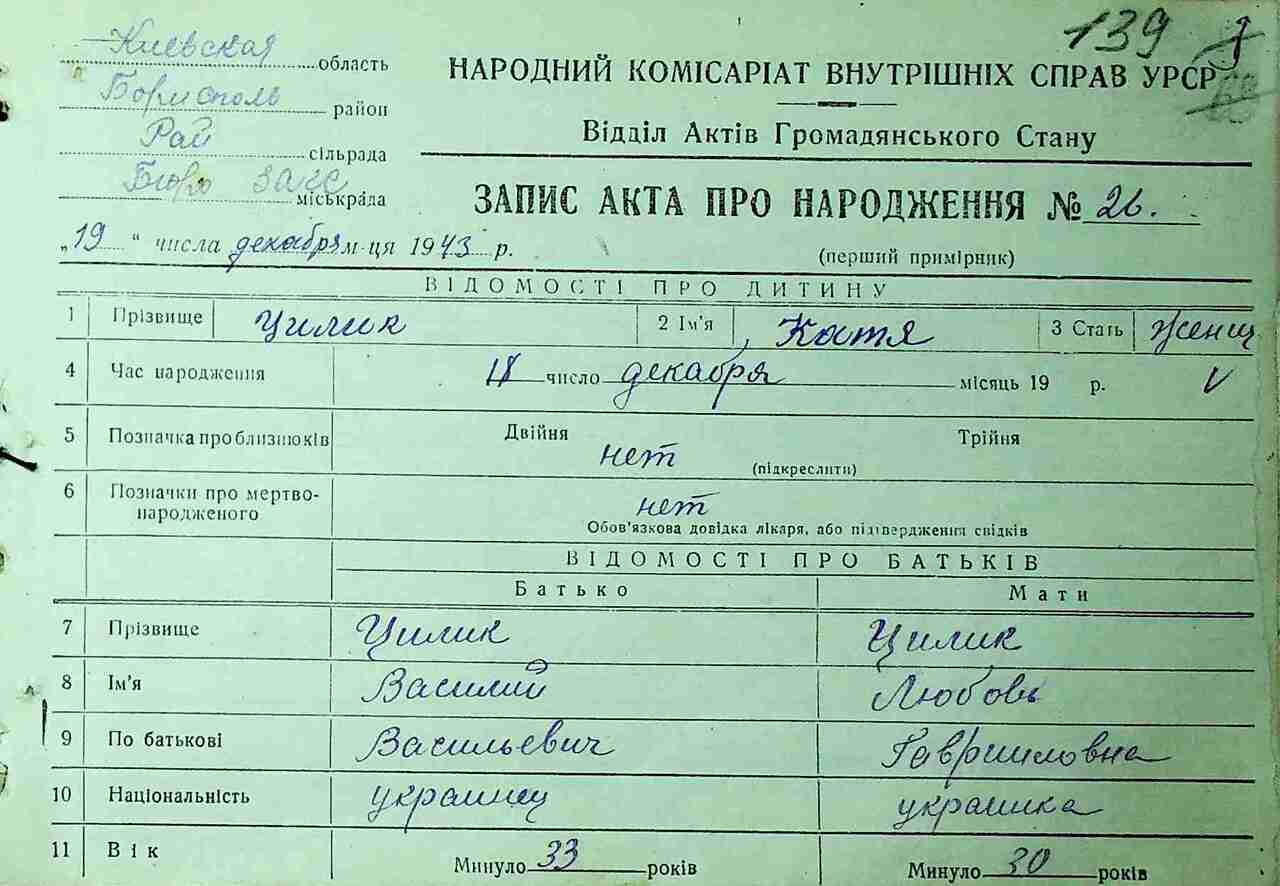 139
Киевская область
Борисполь район
Рай сільрада
Бюро ЗАГС міськрада
НАРОДНИЙ КОМІСАРІАТ ВНУТРІШНІХ СПРАВ УРСР
Відділ Актів Громадянського Стану
ЗАПИС АКТА ПРО НАРОДЖЕННЯ № 26.
„19“ числа декабря м-ця 1943 р.
(перший примірник)
ВІДОМОСТІ ПРО ДИТИНУ
1 Прізвище Цилик 2 Ім'я Катя 3 Стать женщ
4 Час народження 18 число декабря місяць 19 р. V
5 Позначка про близнюків Двійня нет Трійня
(підкреслити)
6 Позначки про мертво-
народженого нет
Обов'язкова довідка лікаря, або підтвердження свідків
ВІДОМОСТІ ПРО БАТЬКІВ
Батько Мати
7 Прізвище Цилик Цилик
8 Ім'я Василий Любовь
9 По батькові Васильевич Гавриловна
10 Національність украинец украинка
11 Вік Минуло 33 років Минуло 30 років